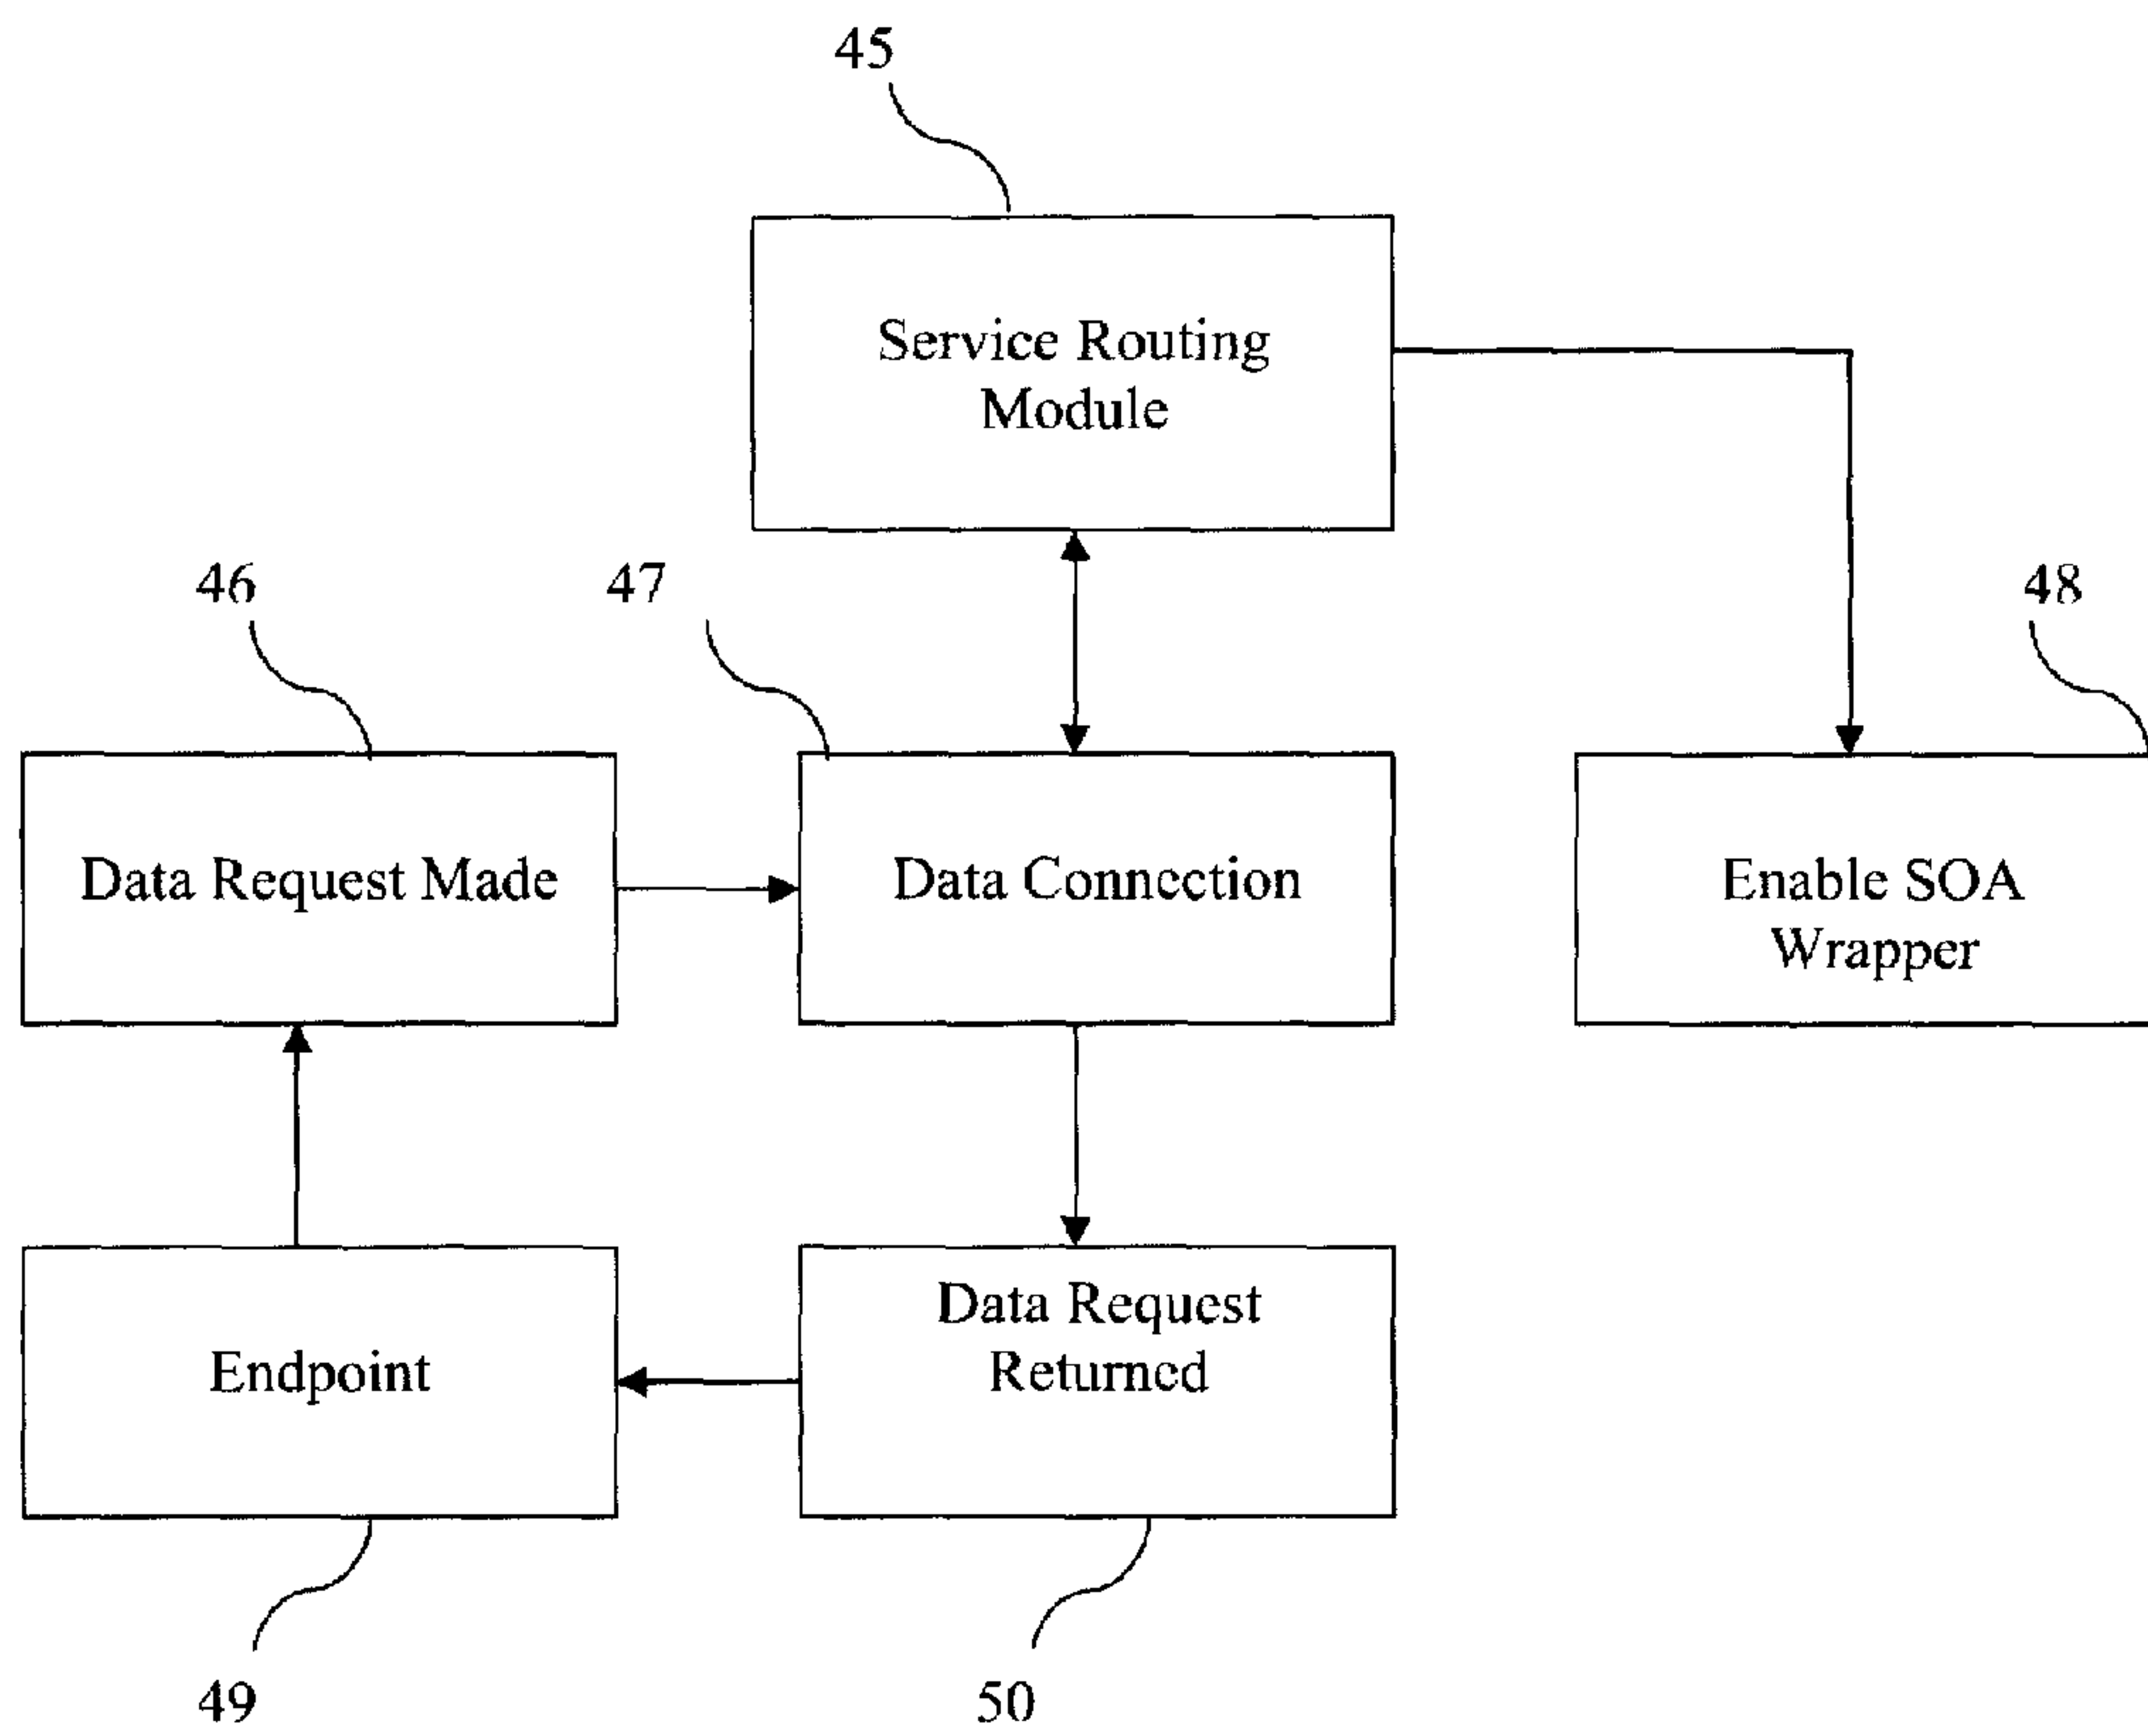 45
Service Routing
Module
46
47
48
Data Request Made
Data Connection
Enable SOA
Wrapper
Endpoint
Data Request
Returned
49
50